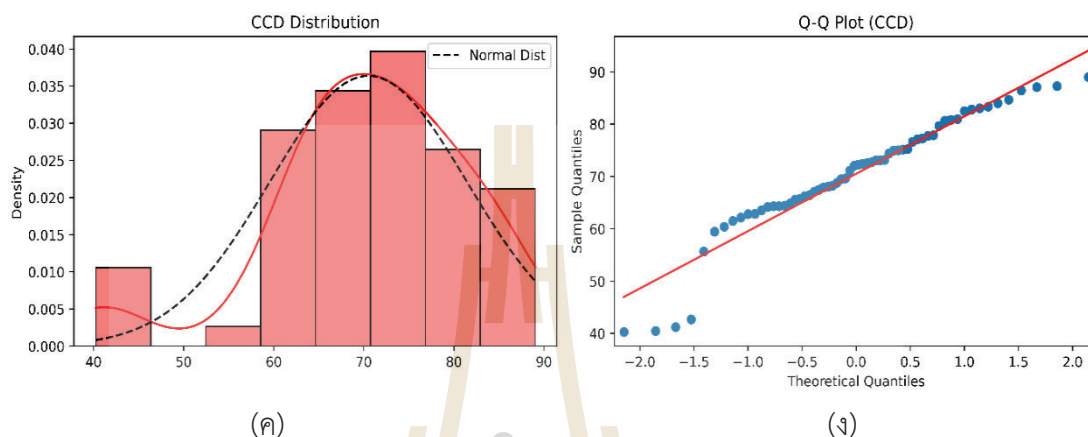 CCD Distribution
Normal Dist
Density
0.040
0.035
0.030
0.025
0.020
0.015
0.010
0.005
0.000
40 50 60 70 80 90
(ค)
Q-Q Plot (CCD)
Sample Quantiles
90
80
70
60
50
40
-2.0 -1.5 -1.0 -0.5 0.0 0.5 1.0 1.5 2.0
Theoretical Quantiles
(ง)